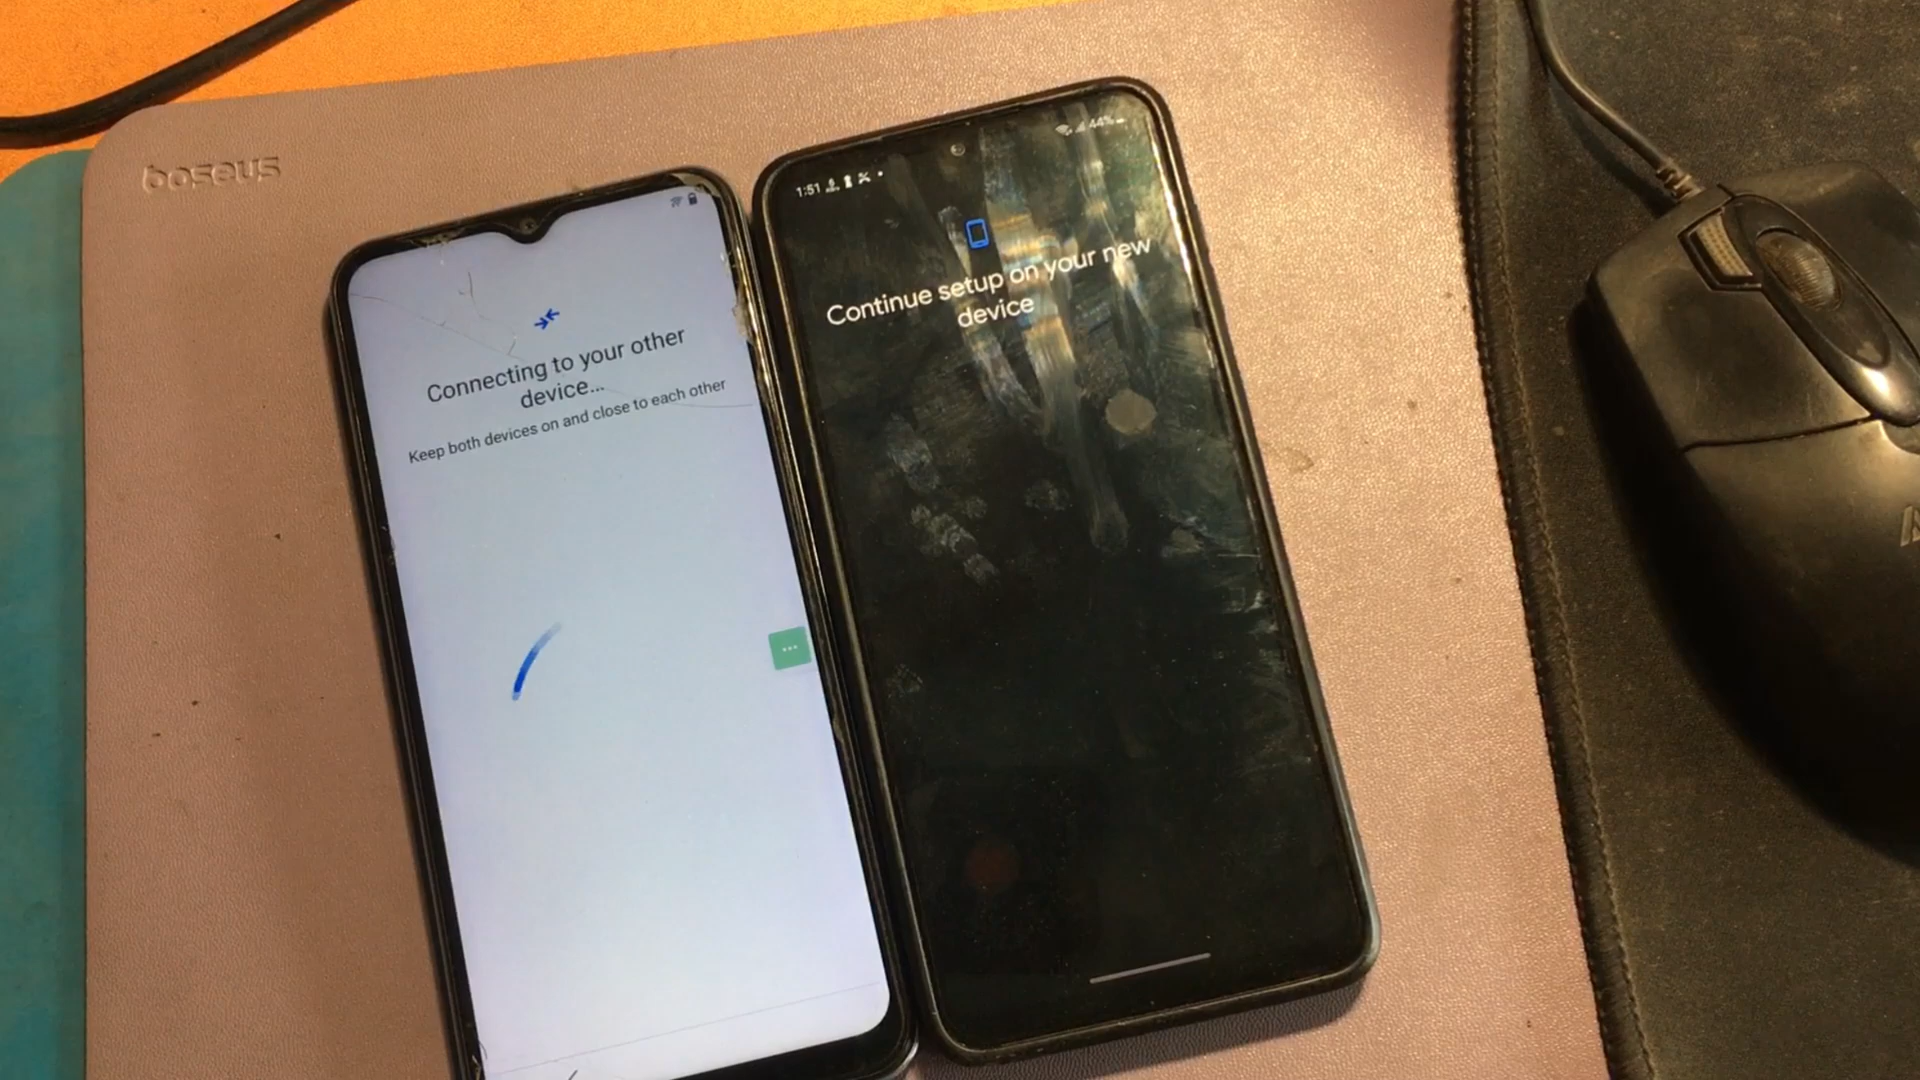 boseus
Connecting to your other
device...
Keep both devices on and close to each other
1:51
44%
Continue setup on your new
device